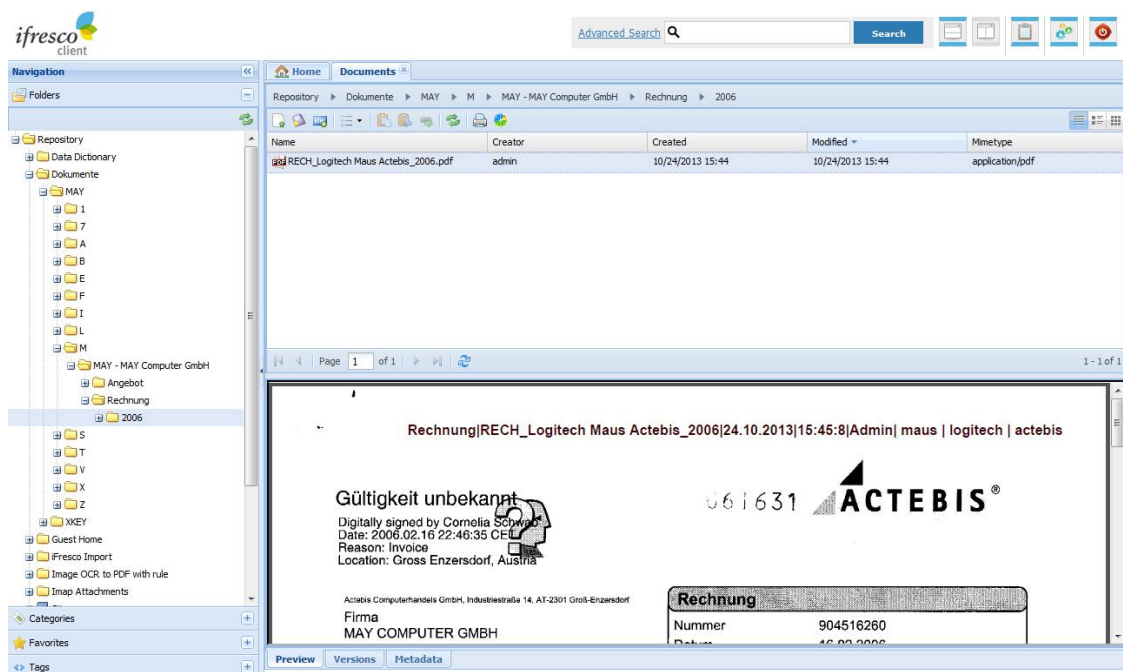 ifresco
client
Advanced Search
Search
Navigation
Folders
Repository
Data Dictionary
Dokumente
MAY
1
7
A
B
E
F
I
L
M
MAY - MAY Computer GmbH
Angebot
Rechnung
2006
S
T
V
X
Z
XKEY
Guest Home
iFresco Import
Image OCR to PDF with rule
Imap Attachments
Categories
Favorites
Tags
Home Documents
Repository Dokumente MAY M MAY - MAY Computer GmbH Rechnung 2006
Name Creator Created Modified Mimetype
RECH_Logitech Maus Actebis_2006.pdf admin 10/24/2013 15:44 10/24/2013 15:44 application/pdf
Page 1 of 1 1 - 1 of 1
Rechnung|RECH_Logitech Maus Actebis_2006|24.10.2013|15:45:8|Admin| maus | logitech | actebis
Gültigkeit unbekannt
Digitally signed by Cornelia Schwab
Date: 2006.02.16 22:46:35 CET
Reason: Invoice
Location: Gross Enzersdorf, Austria
061631 ACTEBIS®
Actebis Computerhandels GmbH, Industriestraße 14, AT-2301 Groß-Enzersdorf
Firma
MAY COMPUTER GMBH
Rechnung
Nummer 904516260
Datum 16.02.2006
Preview Versions Metadata